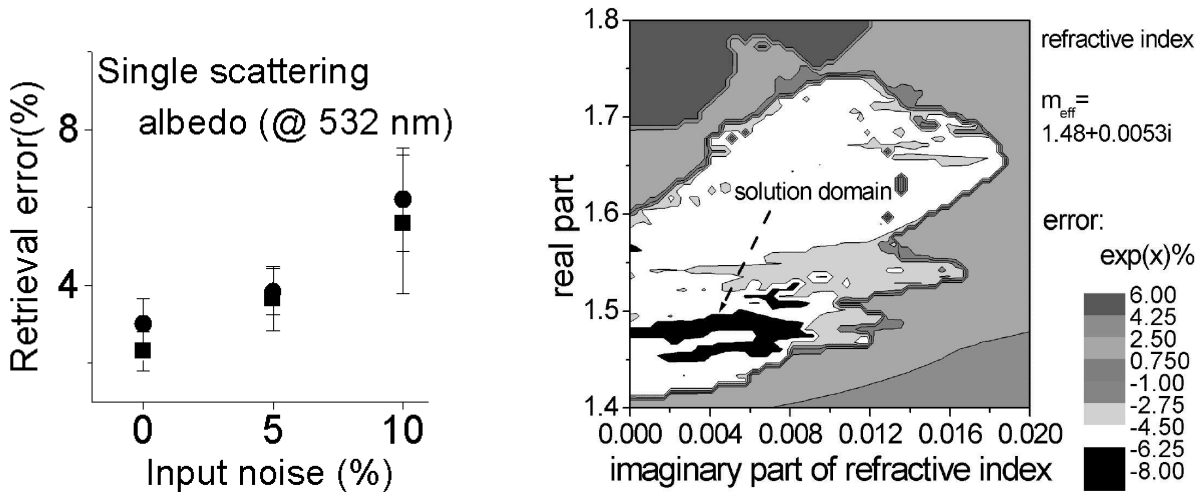 Single scattering
albedo (@ 532 nm)
Retrieval error(%)
8
4
0 5 10
Input noise (%)
1.8
1.7
1.6
1.5
1.4
real part
solution domain
0.000 0.004 0.008 0.012 0.016 0.020
imaginary part of refractive index
refractive index
m_eff=
1.48+0.0053i
error:
exp(x)%
6.00
4.25
2.50
0.750
-1.00
-2.75
-4.50
-6.25
-8.00